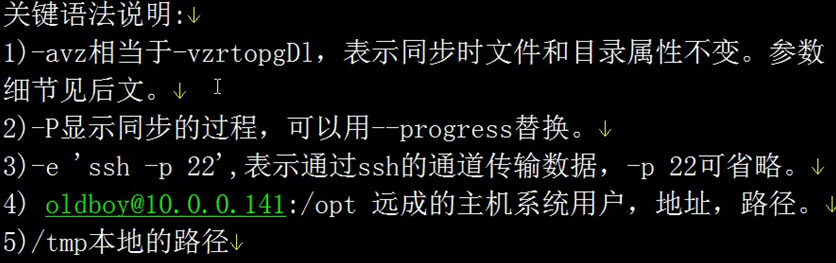 关键语法说明:↓
1)-avz相当于-vzrtopgDl，表示同步时文件和目录属性不变。参数
细节见后文。↓
2)-P显示同步的过程，可以用--progress替换。↓
3)-e 'ssh -p 22',表示通过ssh的通道传输数据，-p 22可省略。↓
4) oldboy@10.0.0.141:/opt 远成的主机系统用户，地址，路径。↓
5)/tmp本地的路径↓